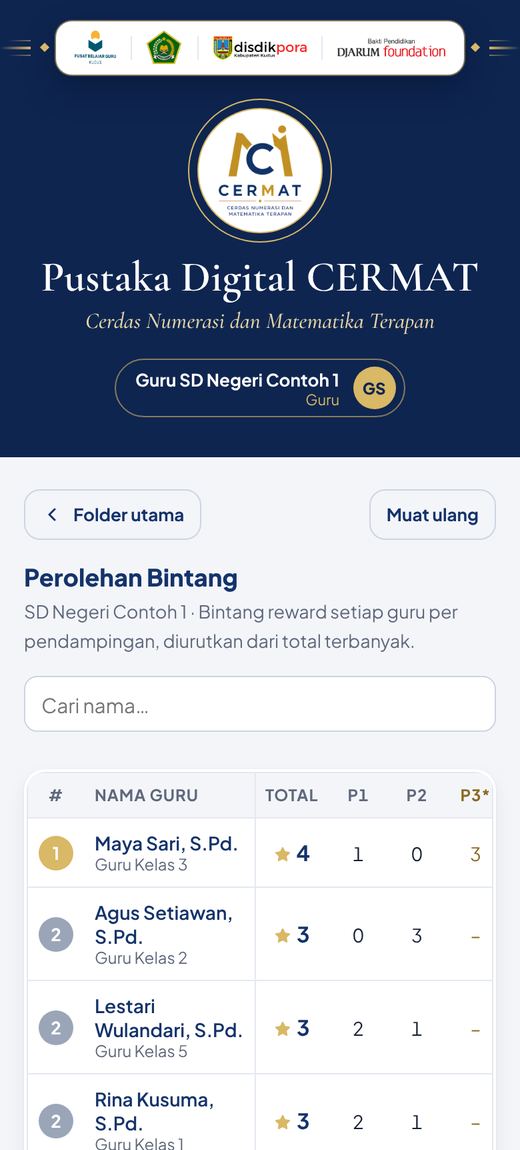 PUSAT BELAJAR GURU
KUDUS
disdikpora
Kabupaten Kudus
Bakti Pendidikan
DJARUM foundation
CERMAT
CERDAS NUMERASI DAN
MATEMATIKA TERAPAN
Pustaka Digital CERMAT
Cerdas Numerasi dan Matematika Terapan
Guru SD Negeri Contoh 1
Guru
GS
Folder utama
Muat ulang
Perolehan Bintang
SD Negeri Contoh 1 · Bintang reward setiap guru per
pendampingan, diurutkan dari total terbanyak.
Cari nama...
# NAMA GURU TOTAL P1 P2 P3*
1 Maya Sari, S.Pd. 4 1 0 3
Guru Kelas 3
2 Agus Setiawan, S.Pd. 3 0 3 –
Guru Kelas 2
2 Lestari Wulandari, S.Pd. 3 2 1 –
Guru Kelas 5
2 Rina Kusuma, S.Pd. 3 2 1 –
Guru Kelas 1